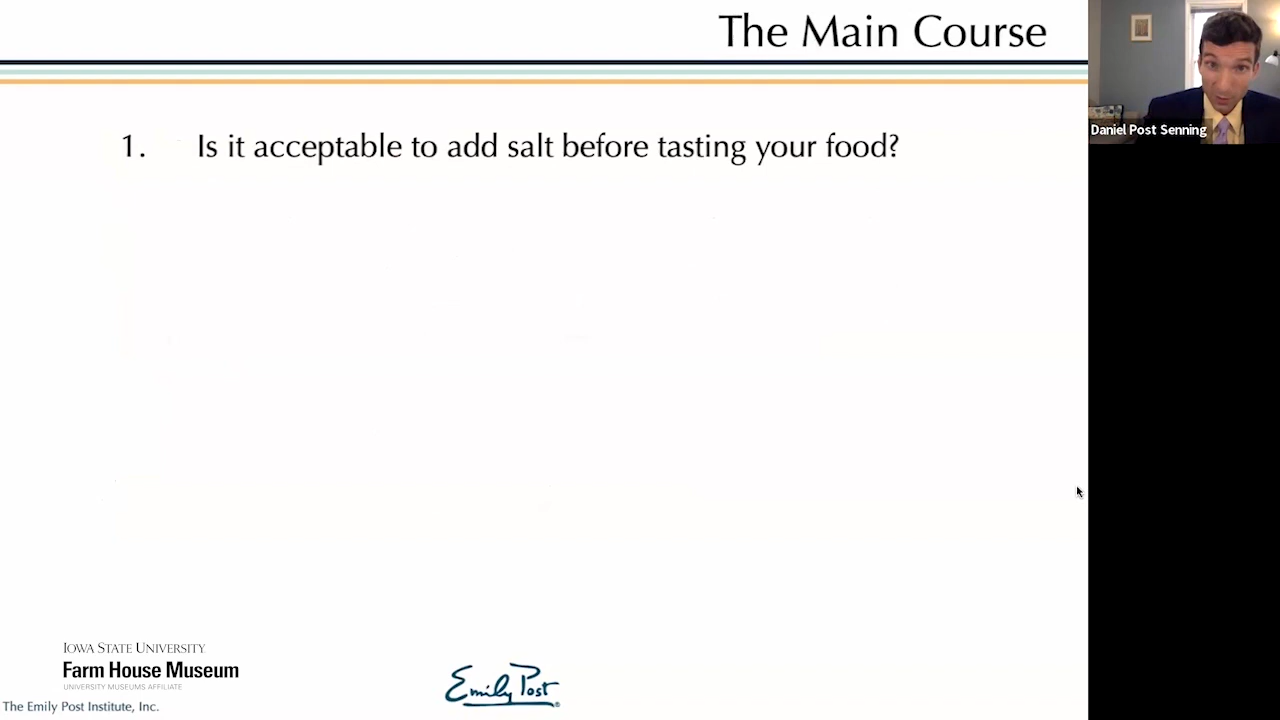 The Main Course
Daniel Post Senning
1. Is it acceptable to add salt before tasting your food?
IOWA STATE UNIVERSITY
Farm House Museum
UNIVERSITY MUSEUMS AFFILIATE
Emily Post®
The Emily Post Institute, Inc.